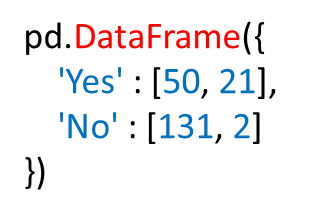 pd.DataFrame({
'Yes' : [50, 21],
'No' : [131, 2]
})